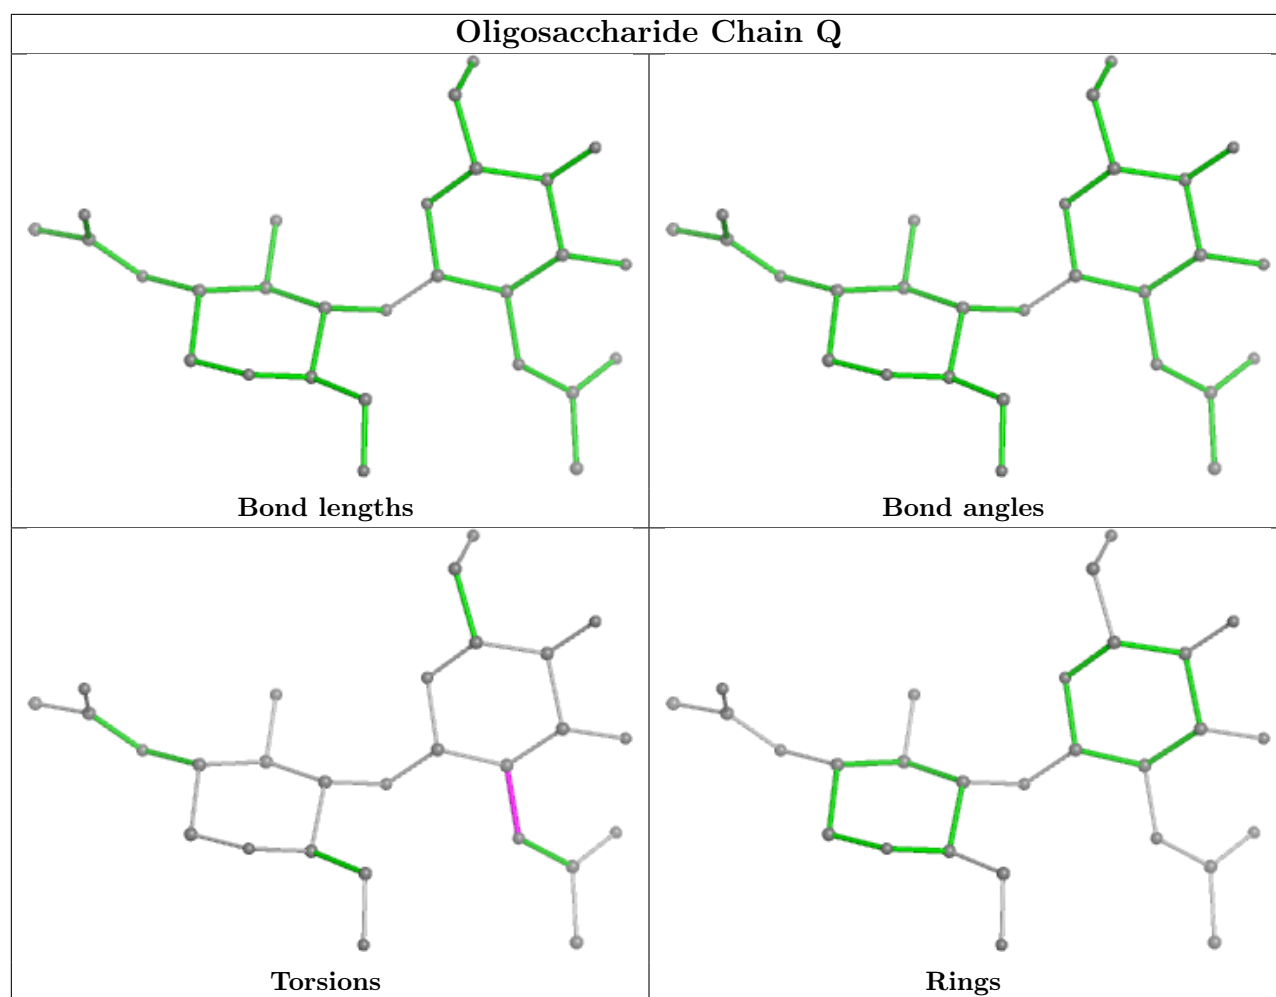 Oligosaccharide Chain Q
Bond lengths
Bond angles
Torsions
Rings